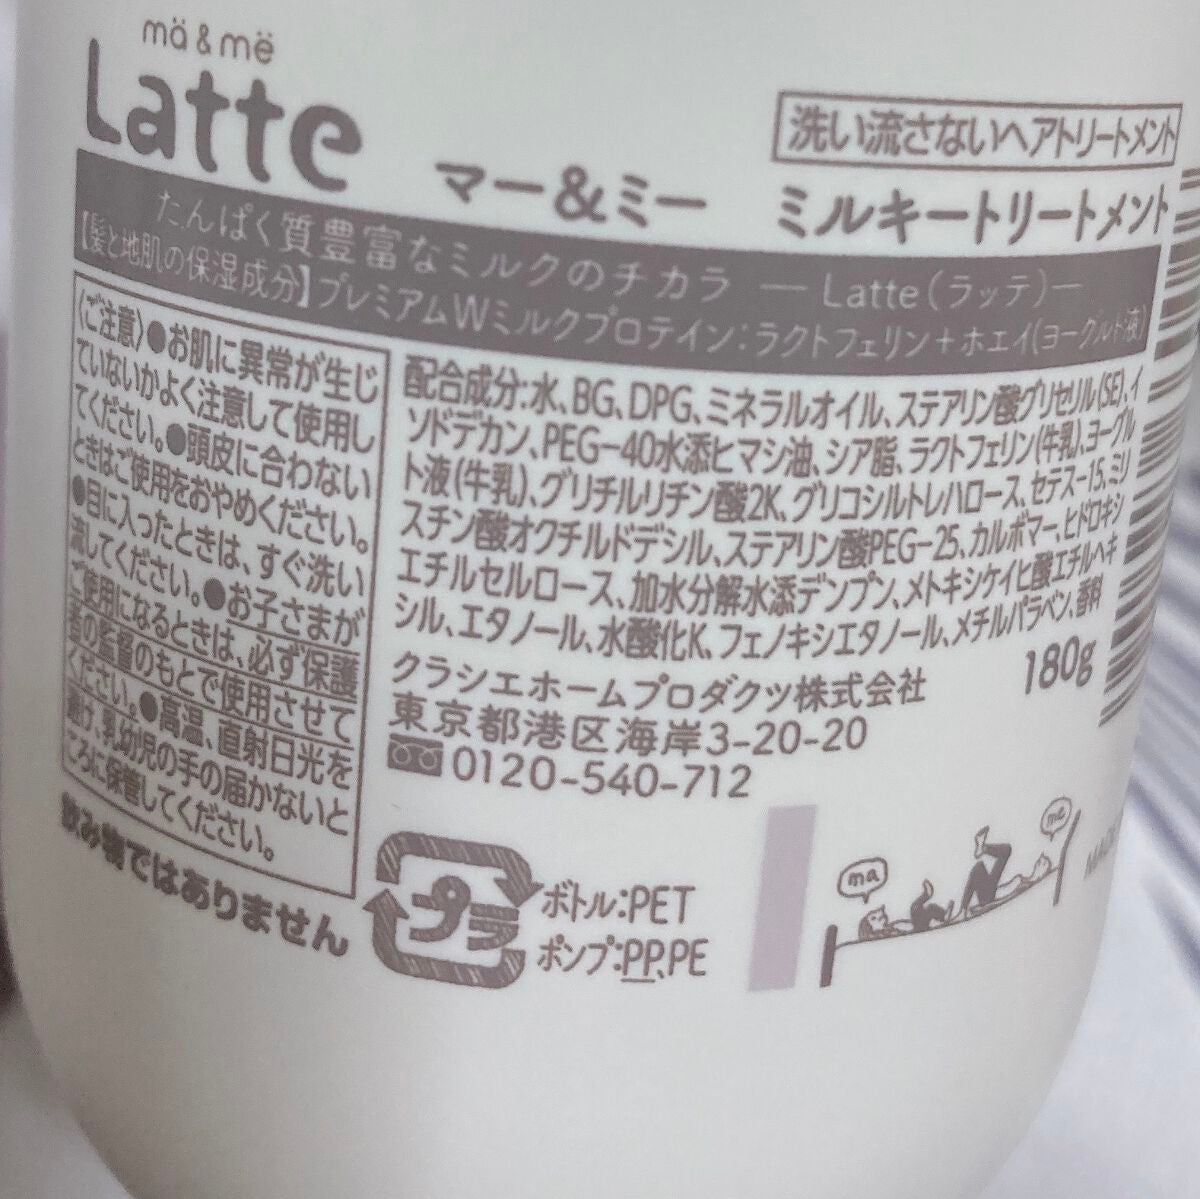 mä & më
Latte
マー&ミー
洗い流さないヘアトリートメント
ミルキートリートメント
たんぱく質豊富なミルクのチカラ — Latte(ラッテ) —
【髪と地肌の保湿成分】プレミアムWミルクプロテイン:ラクトフェリン+ホエイ(ヨーグルト液)
〈ご注意〉●お肌に異常が生じ
ていないかよく注意して使用し
てください。●頭皮に合わない
ときはご使用をおやめください。
●目に入ったときは、すぐ洗い
流してください。●お子さまが
ご使用になるときは、必ず保護
者の監督のもとで使用させて
ください。●高温、直射日光を
避け、乳幼児の手の届かないと
ころに保管してください。
飲み物ではありません
配合成分:水、BG、DPG、ミネラルオイル、ステアリン酸グリセリル(SE)、イ
ソドデカン、PEG-40水添ヒマシ油、シア脂、ラクトフェリン(牛乳)、ヨーグル
ト液(牛乳)、グリチルリチン酸2K、グリコシルトレハロース、セテス-15、ミリ
スチン酸オクチルドデシル、ステアリン酸PEG-25、カルボマー、ヒドロキシ
エチルセルロース、加水分解水添デンプン、メトキシケイヒ酸エチルヘキ
シル、エタノール、水酸化K、フェノキシエタノール、メチルパラベン、香料
180g
クラシエホームプロダクツ株式会社
東京都港区海岸3-20-20
0120-540-712
プラ
ボトル:PET
ポンプ:PP、PE
ma
me